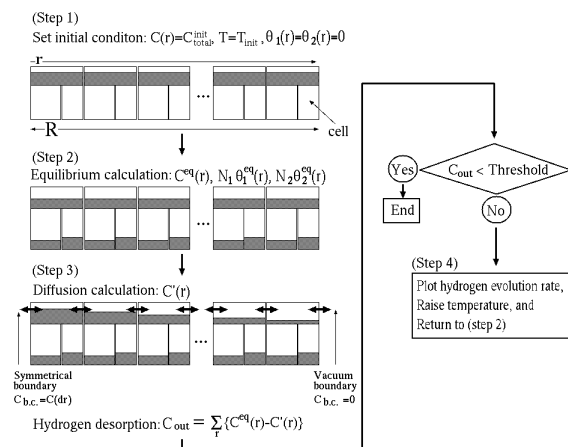 (Step 1)
Set initial conditon: C(r)=C^init_total, T=T_init, θ_1(r)=θ_2(r)=0
r
...
R
cell
(Step 2)
Equilibrium calculation: C^eq(r), N_1 θ_1^eq(r), N_2 θ_2^eq(r)
...
(Step 3)
Diffusion calculation: C'(r)
...
Symmetrical
boundary
C_b.c.=C(dr)
Vacuum
boundary
C_b.c.=0
Hydrogen desorption: C_out = Σ_r {C^eq(r)-C'(r)}
Yes
C_out < Threshold
End
No
(Step 4)
Plot hydrogen evolution rate,
Raise temperature, and
Return to (step 2)